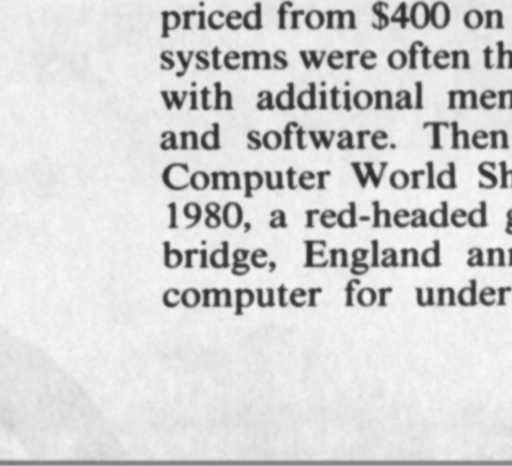 priced from $400 on
systems were often th
with additional men
and software. Then
Computer World Sh
1980, a red-headed g
bridge, England ann
computer for under